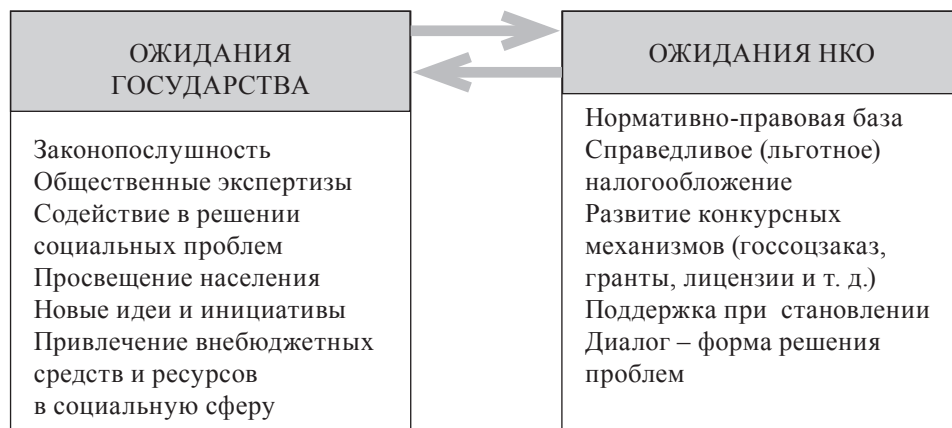 ОЖИДАНИЯ
ГОСУДАРСТВА
Законопослушность
Общественные экспертизы
Содействие в решении
социальных проблем
Просвещение населения
Новые идеи и инициативы
Привлечение внебюджетных
средств и ресурсов
в социальную сферу
ОЖИДАНИЯ НКО
Нормативно-правовая база
Справедливое (льготное)
налогообложение
Развитие конкурсных
механизмов (госсоцзаказ,
гранты, лицензии и т. д.)
Поддержка при становлении
Диалог – форма решения
проблем